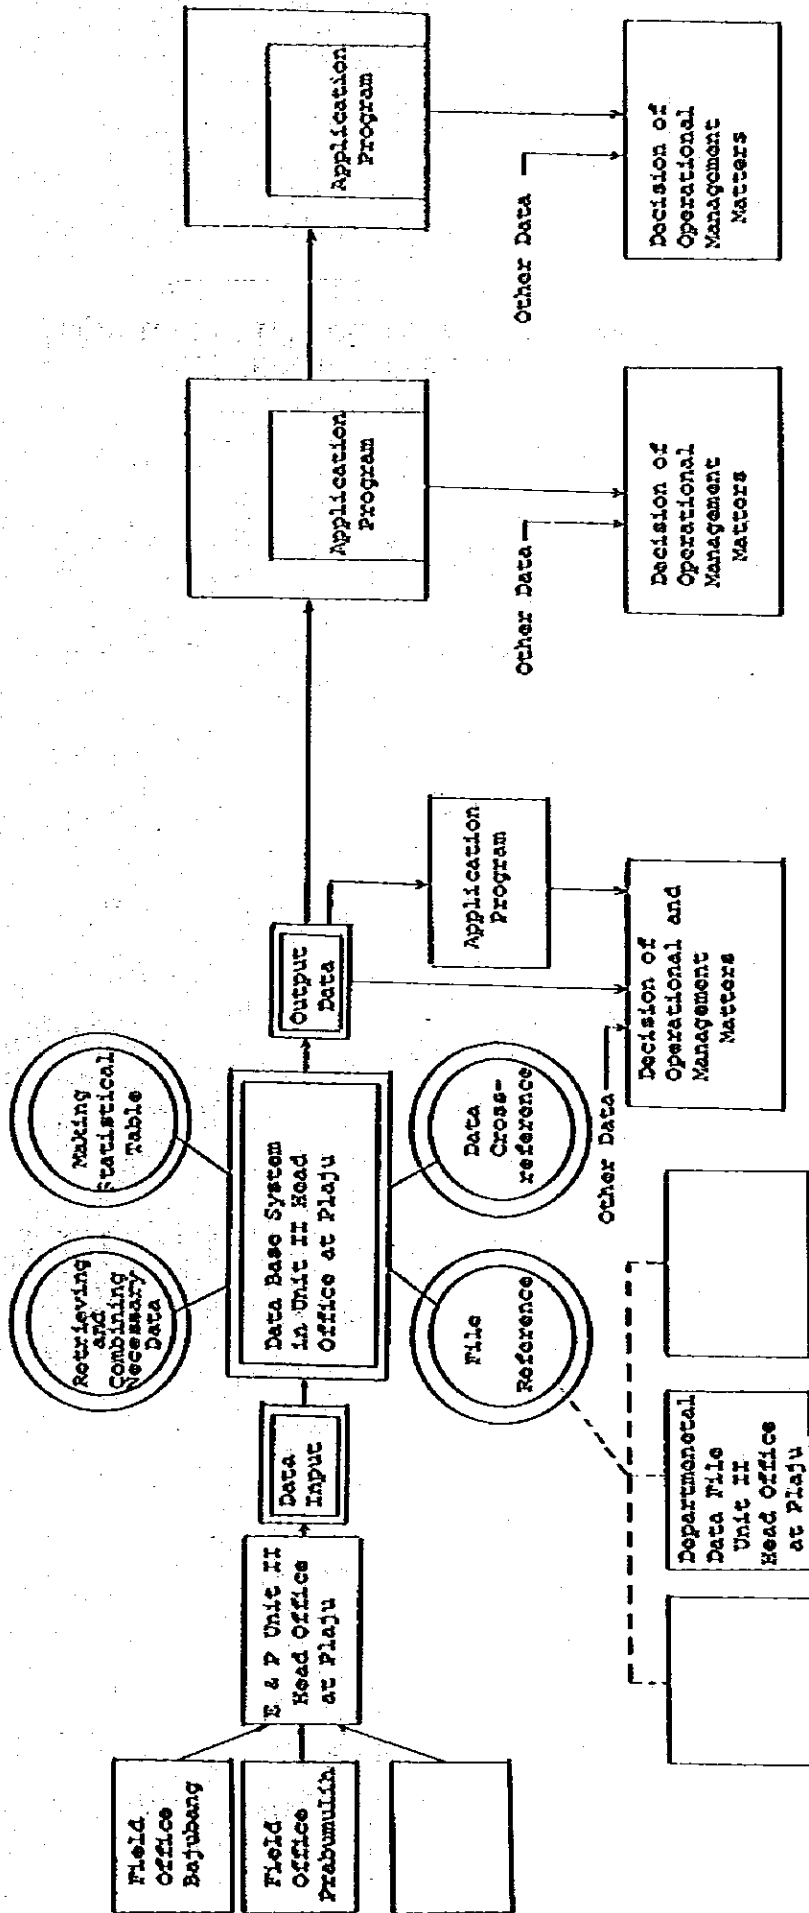 Field
Office
Bajubang
Field
Office
Prabumulih
E & P Unit II
Head Office
at Plaju
Data
Input
Retrieving
and
Combining
Necessary
Data
Making
Statistical
Table
Data Base System
in Unit II Head
Office at Plaju
File
Reference
Data
Cross-
reference
Output
Data
Departmenetal
Data File
Unit II
Head Office
at Plaju
Application
Program
Other Data
Decision of
Operational and
Management
Matters
Application
Program
Other Data
Decision of
Operational
Management
Matters
Application
Program
Other Data
Decision of
Operational
Management
Matters